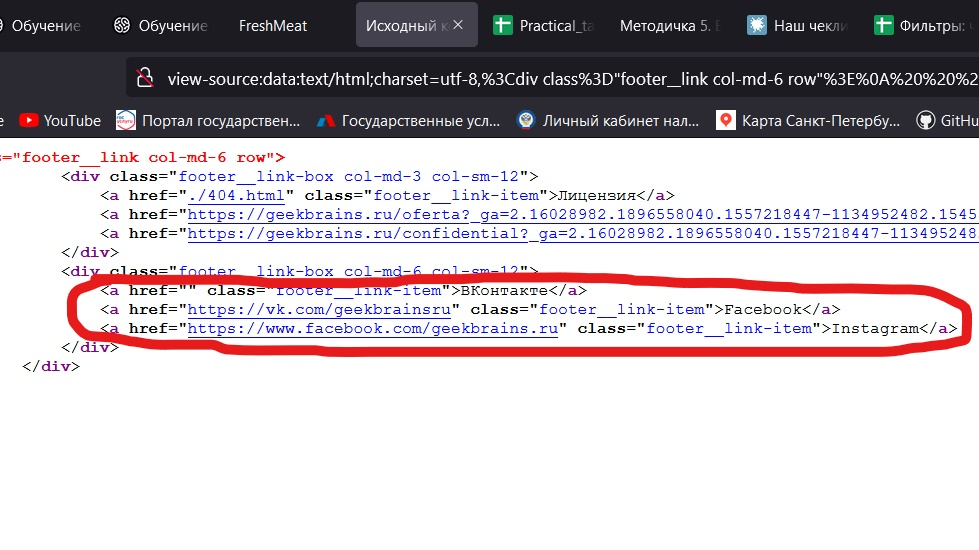 Обучение
Обучение
FreshMeat
Исходный к
Practical_ta
Методичка 5. В
Наш чекли
Фильтры: ч
view-source:data:text/html;charset=utf-8,%3Cdiv class%3D"footer__link col-md-6 row"%3E%0A%20%20%2
e
YouTube
Портал государствен...
Государственные усл...
Личный кабинет нал...
Карта Санкт-Петербу...
GitHu
s="footer__link col-md-6 row">
<div class="footer__link-box col-md-3 col-sm-12">
<a href="./404.html" class="footer__link-item">Лицензия</a>
<a href="https://geekbrains.ru/oferta?_ga=2.16028982.1896558040.1557218447-1134952482.1545
<a href="https://geekbrains.ru/confidential?_ga=2.16028982.1896558040.1557218447-113495248
</div>
<div class="footer__link-box col-md-6 col-sm-12">
<a href="" class="footer__link-item">ВКонтакте</a>
<a href="https://vk.com/geekbrainsru" class="footer__link-item">Facebook</a>
<a href="https://www.facebook.com/geekbrains.ru" class="footer__link-item">Instagram</a>
</div>
</div>